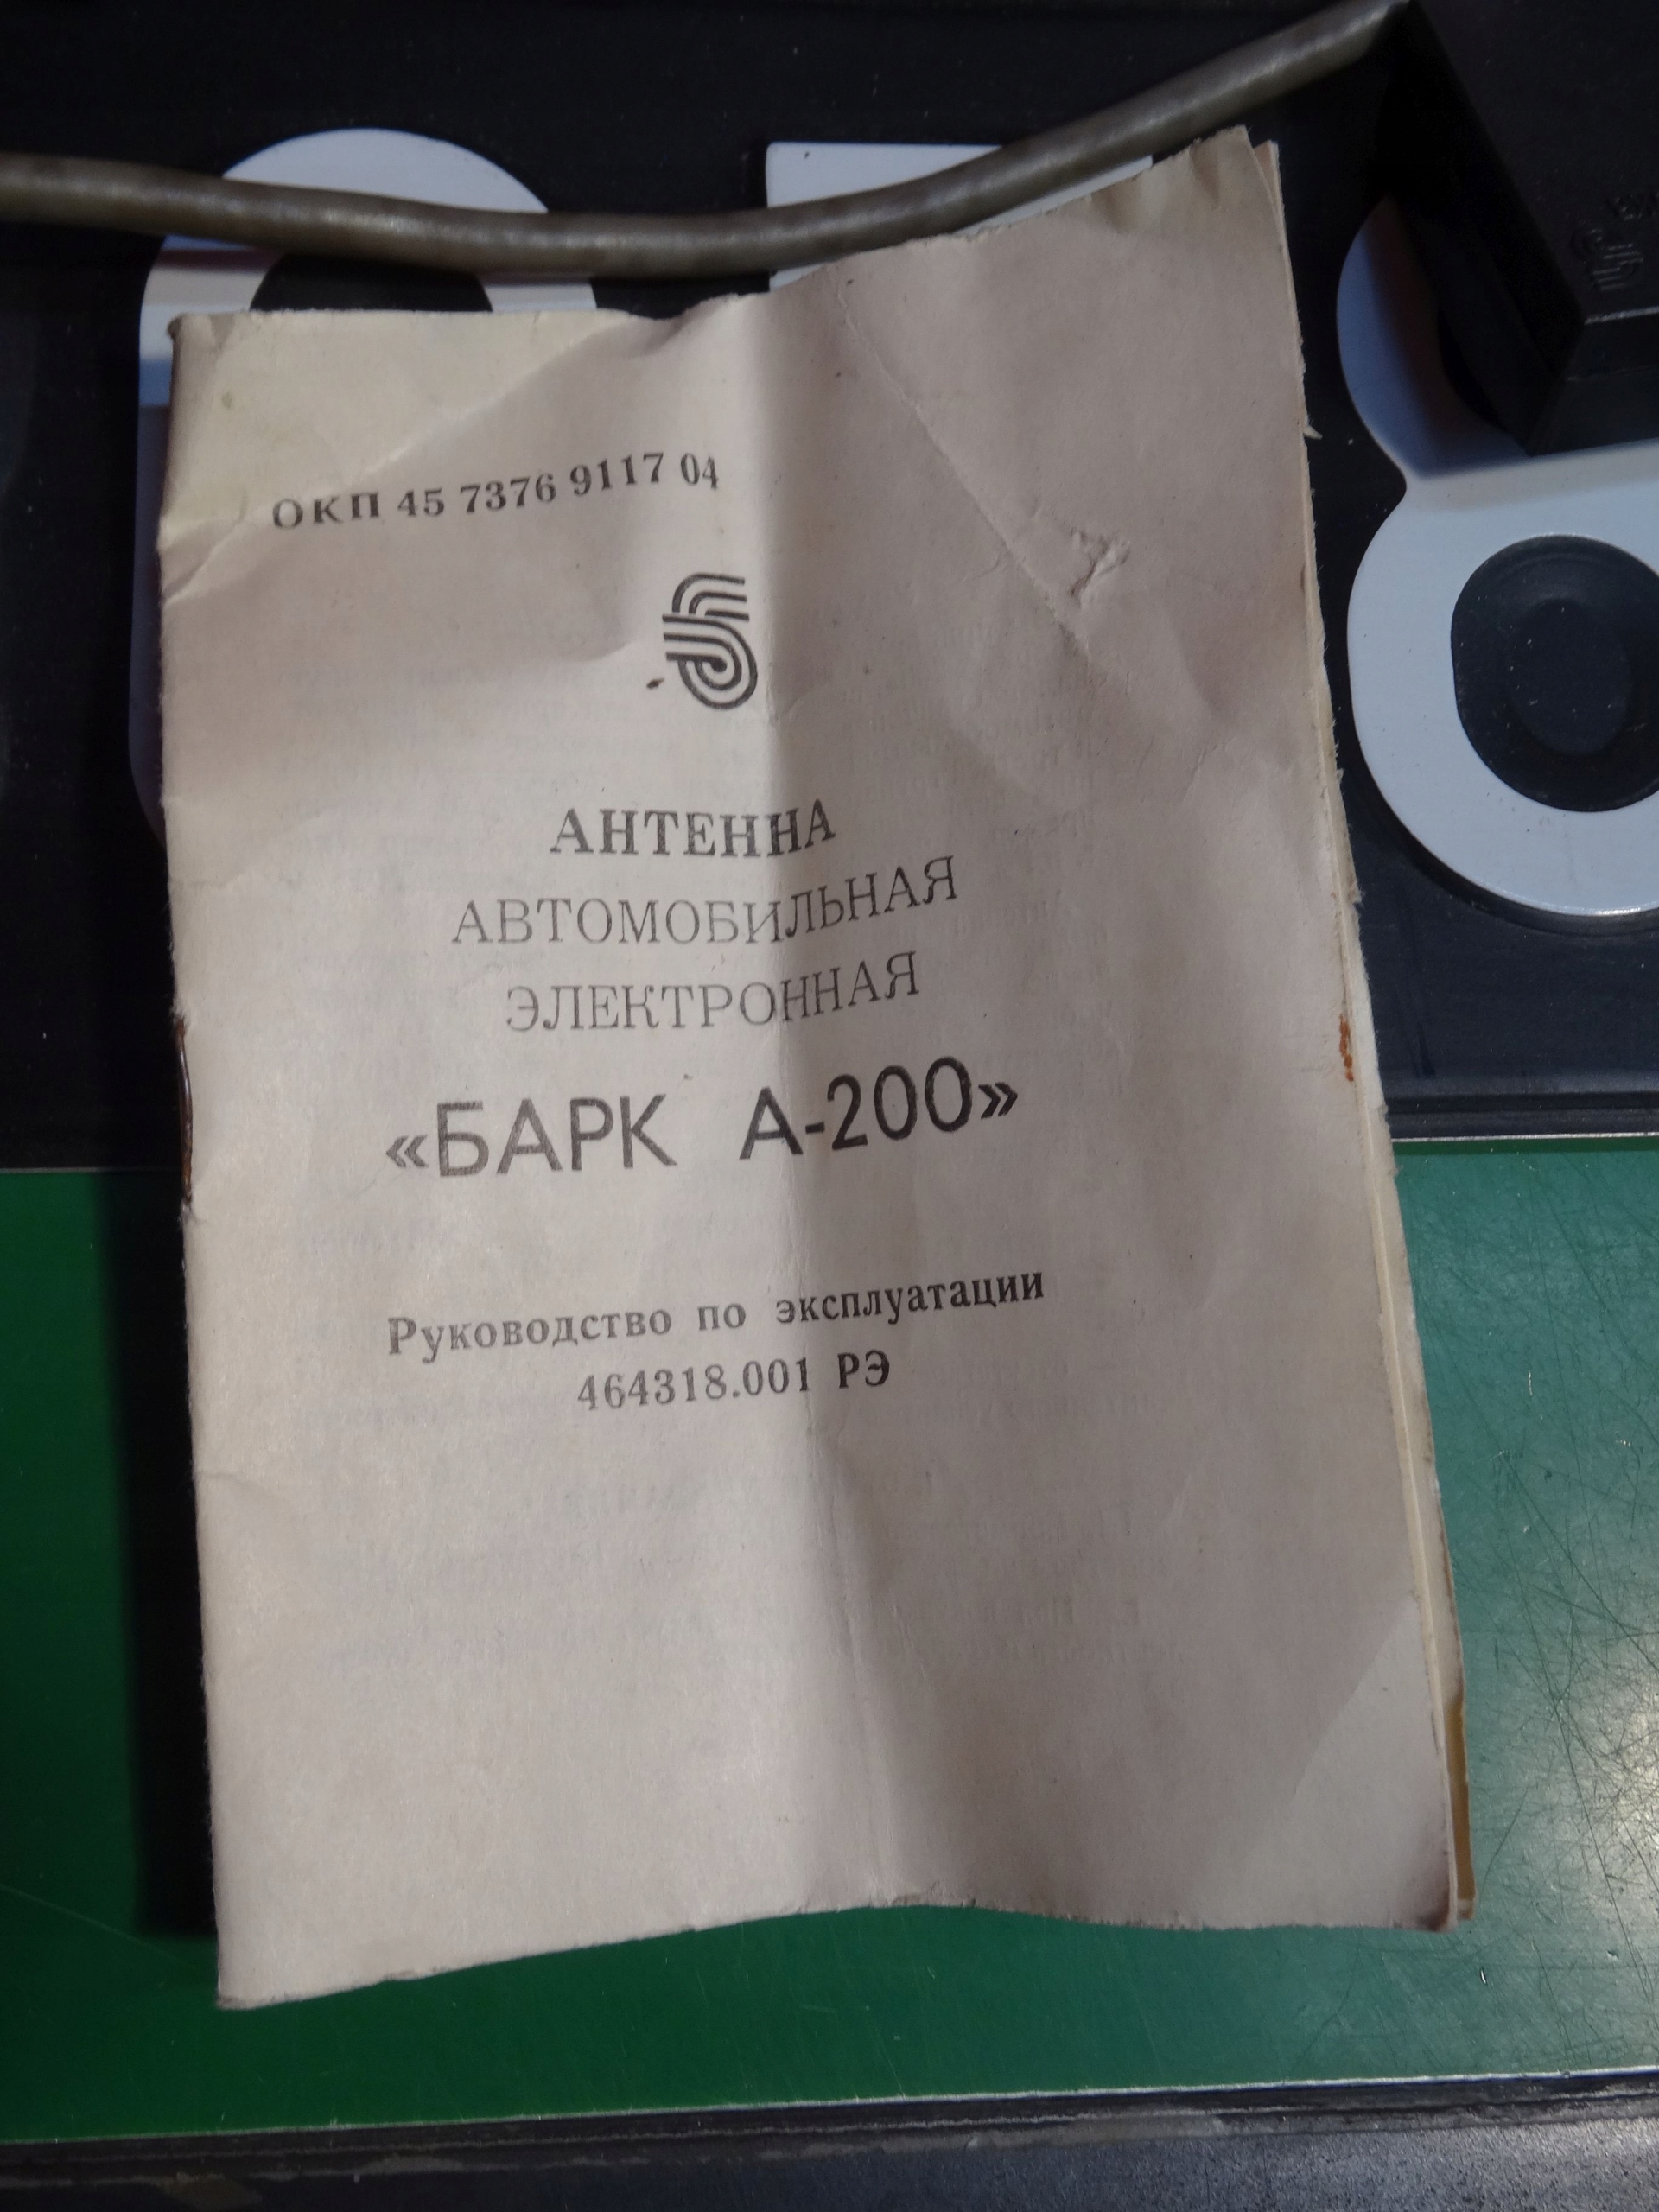 ОКП 45 7376 9117 04
АНТЕННА
АВТОМОБИЛЬНАЯ
ЭЛЕКТРОННАЯ
«БАРК А-200»
Руководство по эксплуатации
464318.001 РЭ